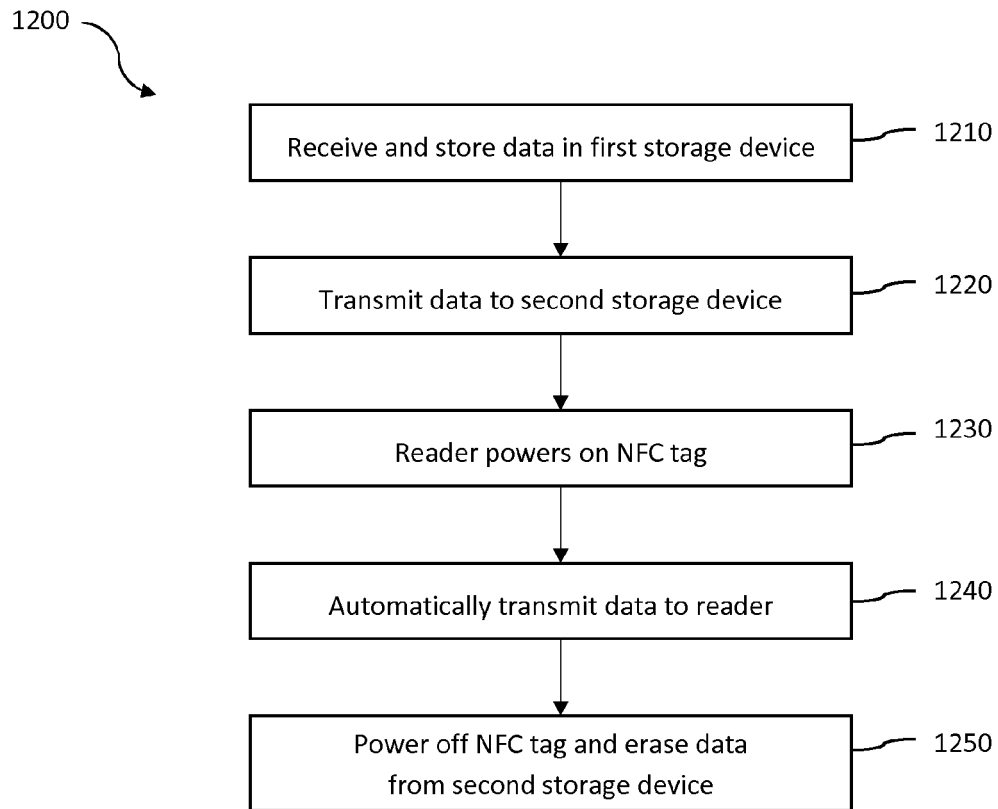 1200
Receive and store data in first storage device
1210
Transmit data to second storage device
1220
Reader powers on NFC tag
1230
Automatically transmit data to reader
1240
Power off NFC tag and erase data
from second storage device
1250